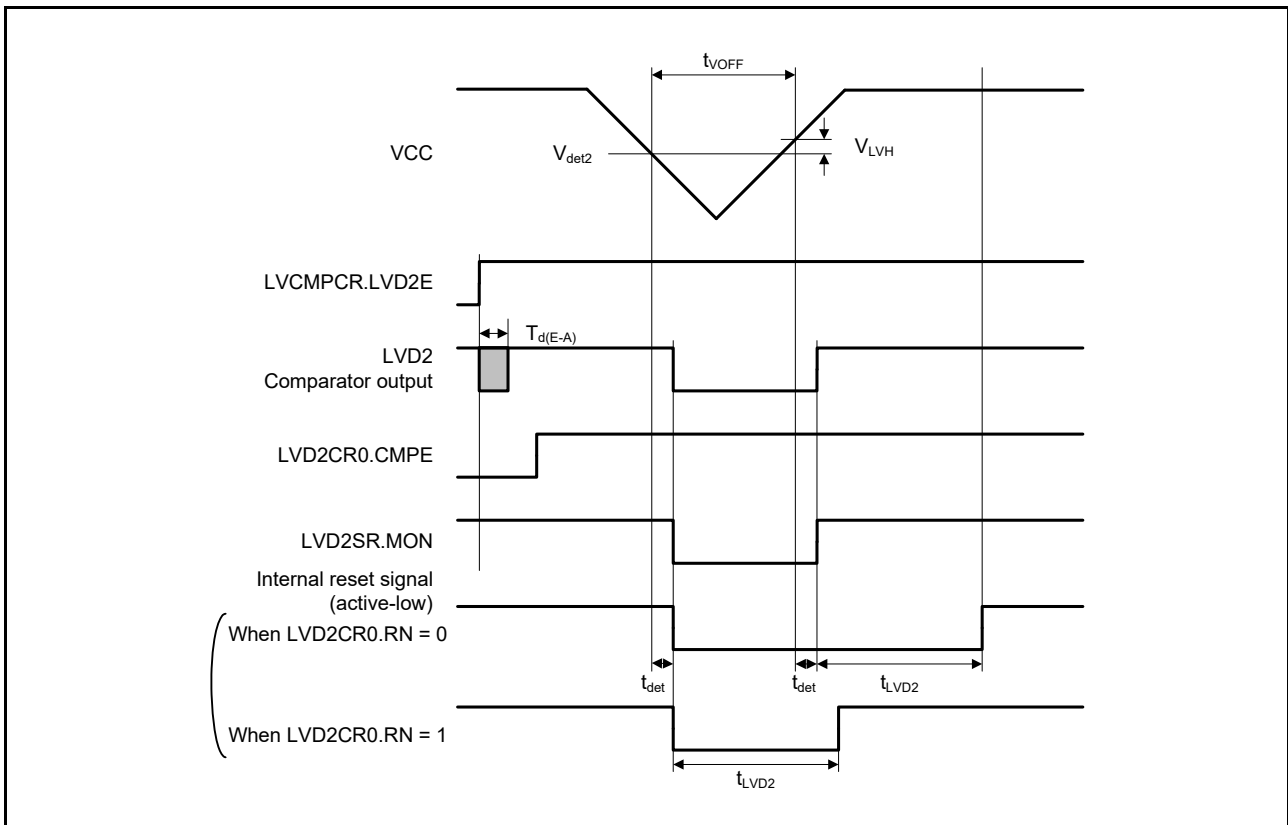 tVOFF
VCC
Vdet2
VLVH
LVCMPCR.LVD2E
Td(E-A)
LVD2
Comparator output
LVD2CR0.CMPE
LVD2SR.MON
Internal reset signal
(active-low)
When LVD2CR0.RN = 0
tdet
tdet
tLVD2
When LVD2CR0.RN = 1
tLVD2